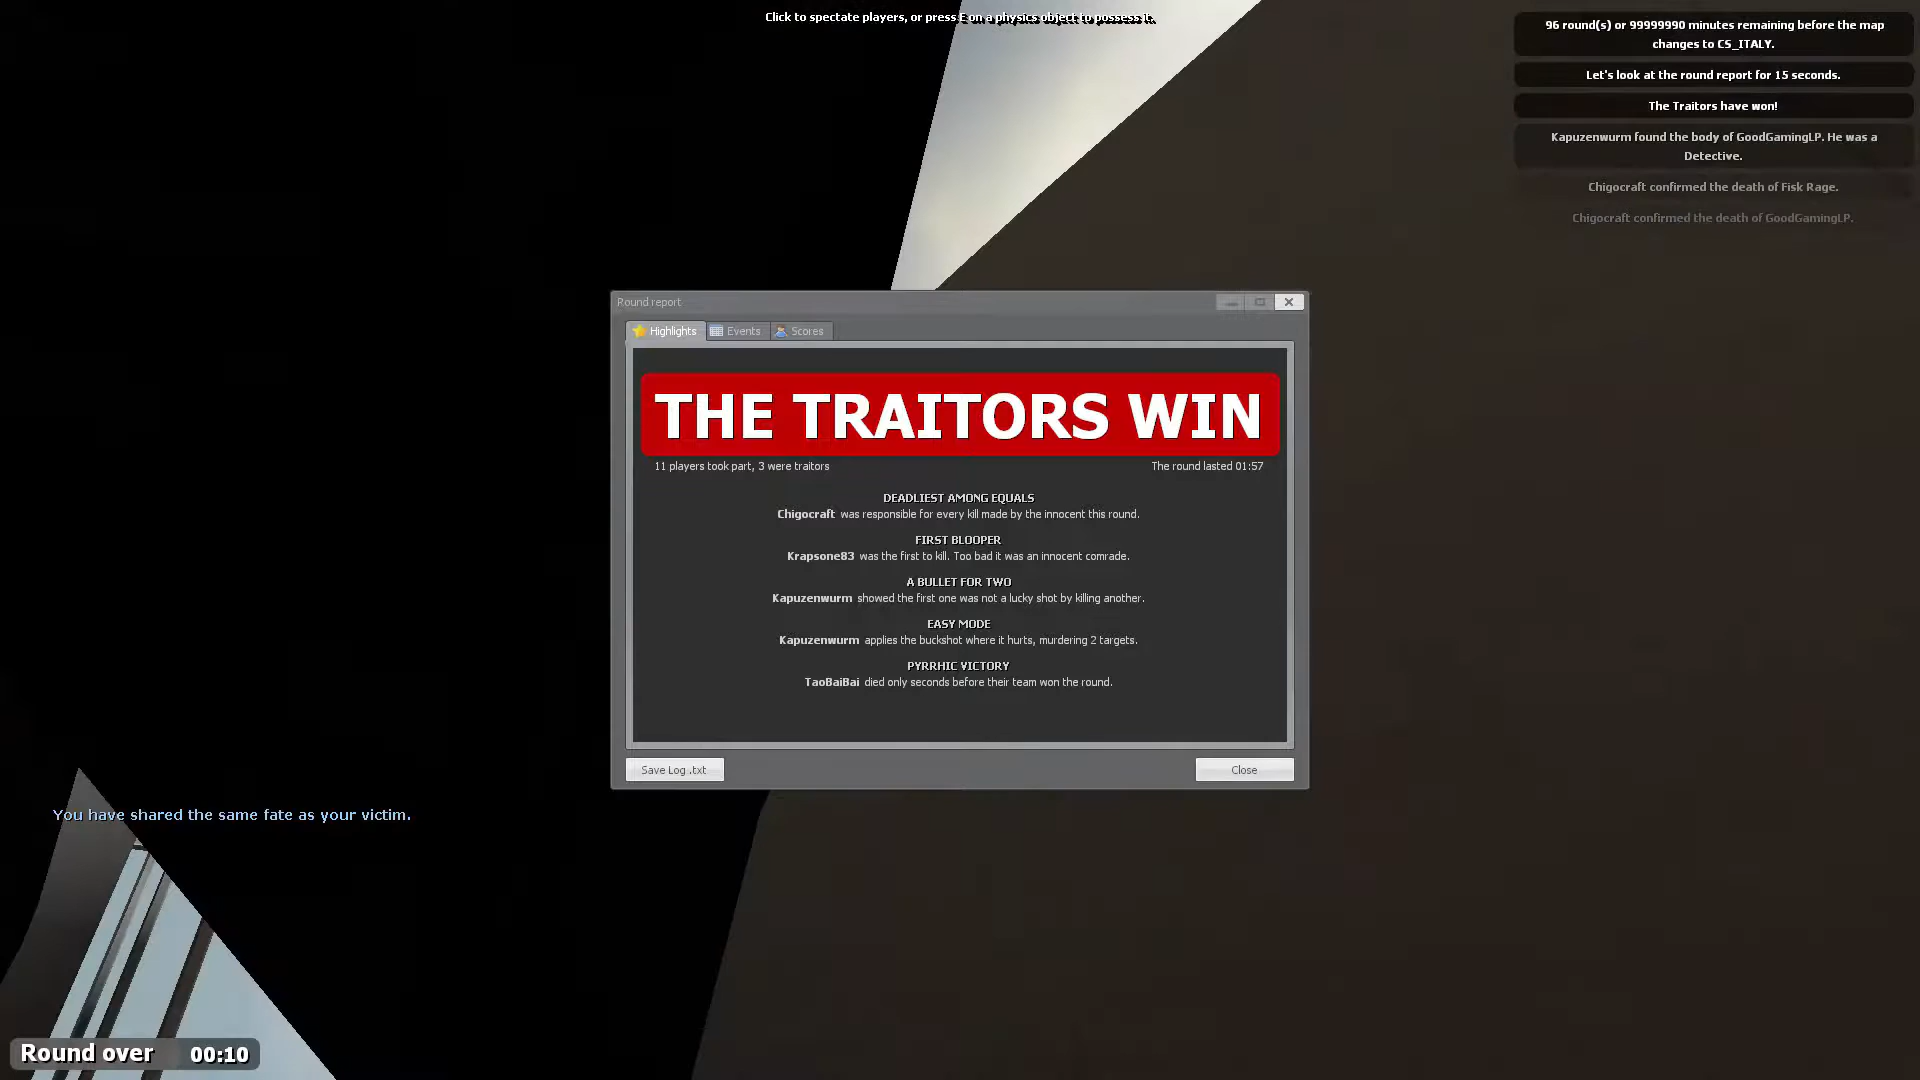 Click to spectate players, or press E on a physics object to possess it.
96 round(s) or 99999990 minutes remaining before the map
changes to CS_ITALY.
Let's look at the round report for 15 seconds.
The Traitors have won!
Kapuzenwurm found the body of GoodGamingLP. He was a
Detective.
Chigocraft confirmed the death of Fisk Rage.
Chigocraft confirmed the death of GoodGamingLP.
Round report
Highlights Events Scores
THE TRAITORS WIN
11 players took part, 3 were traitors The round lasted 01:57
DEADLIEST AMONG EQUALS
Chigocraft was responsible for every kill made by the innocent this round.
FIRST BLOOPER
Krapsone83 was the first to kill. Too bad it was an innocent comrade.
A BULLET FOR TWO
Kapuzenwurm showed the first one was not a lucky shot by killing another.
EASY MODE
Kapuzenwurm applies the buckshot where it hurts, murdering 2 targets.
PYRRHIC VICTORY
TaoBaiBai died only seconds before their team won the round.
Save Log .txt Close
You have shared the same fate as your victim.
Round over 00:10